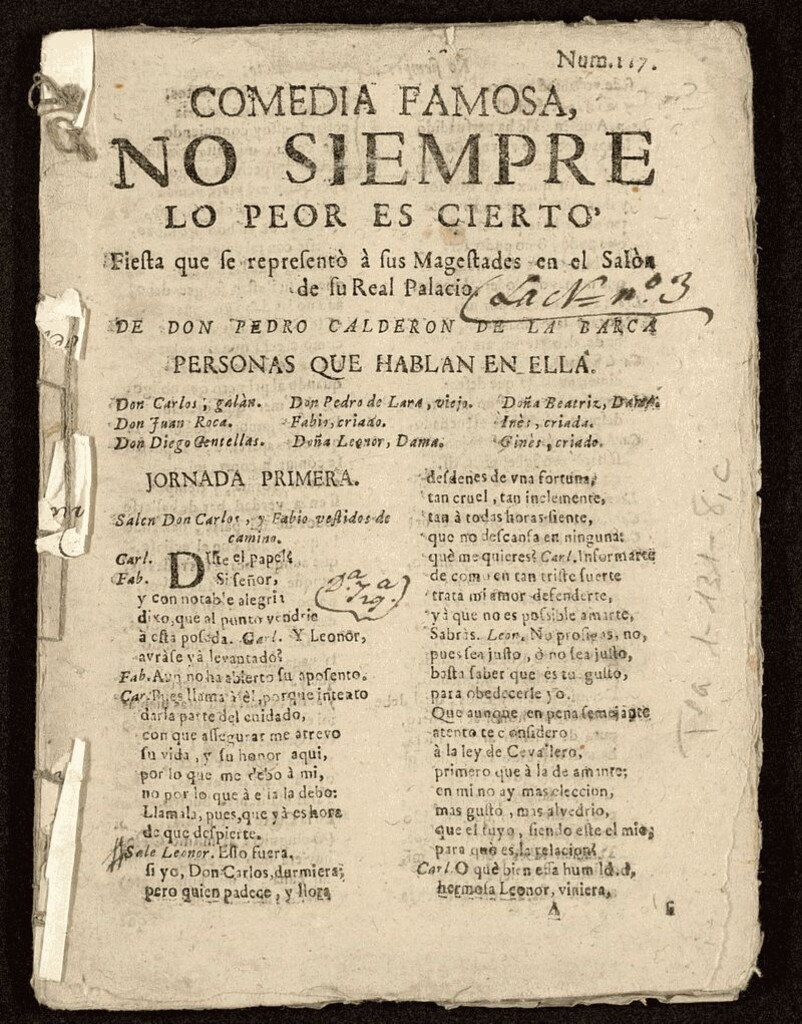 Num. 117.
COMEDIA FAMOSA,
NO SIEMPRE
LO PEOR ES CIERTO,
Fieſta que ſe repreſentò à ſus Mageſtades en el Salòn
de ſu Real Palacio.
nº. 3
DE DON PEDRO CALDERON DE LA BARCA
PERSONAS QUE HABLAN EN ELLA.
Don Carlos, galàn.
Don Juan Roca.
Don Diego Centellas.
Don Pedro de Lara, viejo.
Fabio, criado.
Doña Leonor, Dama.
Doña Beatriz, Dama.
Inès, criada.
Ginès, criado.
JORNADA PRIMERA.
Salen Don Carlos, y Fabio veſtidos de
camino.
Carl. Diſte el papel?
Fab. Si ſeñor,
y con notable alegria
dixo, que al punto vendria
à eſta poſada. Carl. Y Leonor,
avràſe yà levantado?
Fab. Aun no ha abierto ſu apoſento.
Car. Pues llama à èl, porque intento
darla parte del cuidado,
con que aſſegurar me atrevo
ſu vida, y ſu honor aqui,
por lo que me debo à mi,
no por lo que à ella la debo:
Llamala, pues, que yà es hora
de que deſpierte.
Sale Leonor. Eſſo fuera,
ſi yo, Don Carlos, durmiera;
pero quien padece, y llora
deſdenes de vna fortuna,
tan cruel, tan inclemente,
tan à todas horas ſiente,
que no deſcanſa en ninguna:
què me quieres? Carl. Informarte
de como en tan triſte ſuerte
trata mi amor defenderte,
yà que no es poſsible amarte,
Sabràs. Leon. No proſigas, no,
pues ſea juſto, ò no ſea juſto,
baſta ſaber que es tu guſto,
para obedecerle yo.
Que aunque en pena ſemejante
atento te conſidero
à la ley de Cavallero,
primero que à la de amante;
en mi no ay mas eleccion,
mas guſto, mas alvedrio,
que el tuyo, ſiendo eſte el mio;
para què es la relacion?
Carl. O què bien eſſa humildad,
hermoſa Leonor, viniera,
A